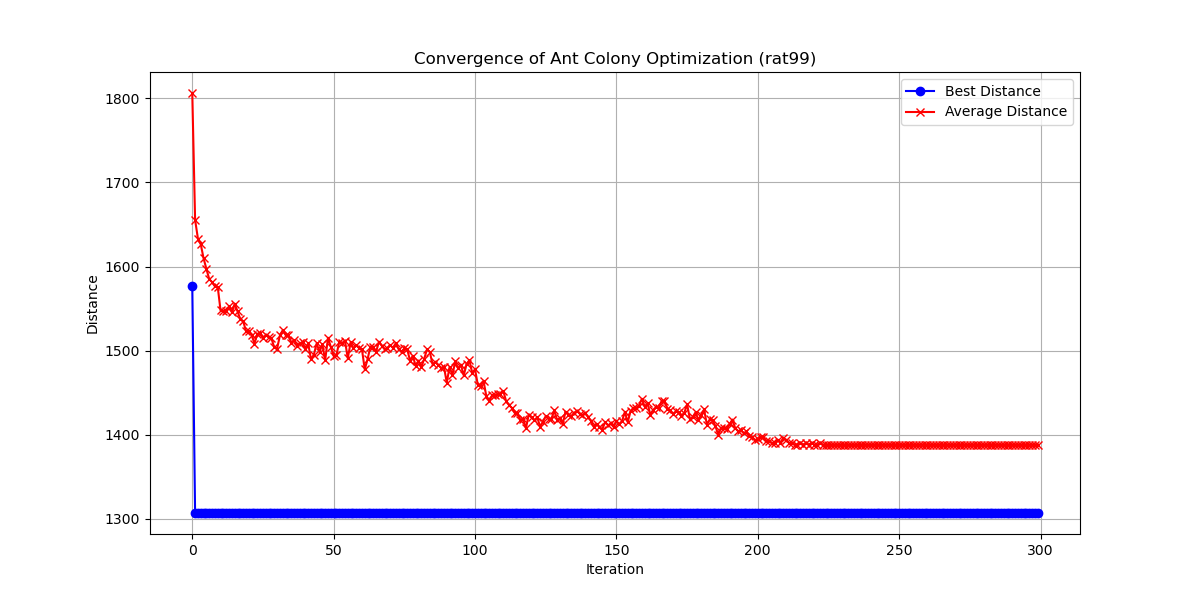 Convergence of Ant Colony Optimization (rat99)
Best Distance
Average Distance
Distance
1800
1700
1600
1500
1400
1300
0 50 100 150 200 250 300
Iteration